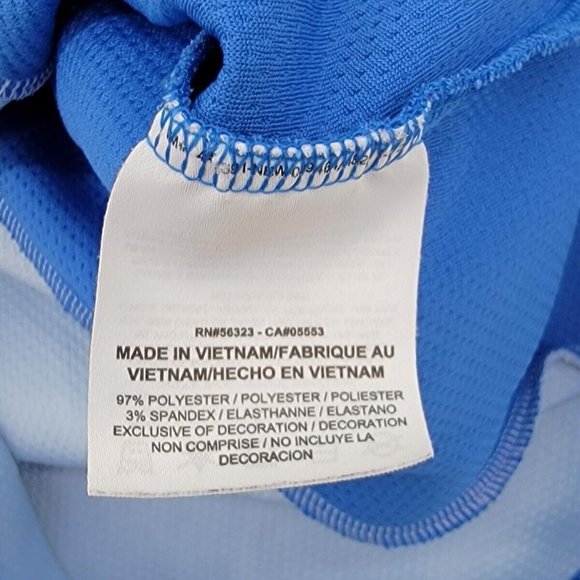 RN#56323 - CA#05553
MADE IN VIETNAM/FABRIQUE AU
VIETNAM/HECHO EN VIETNAM
97% POLYESTER / POLYESTER / POLIESTER
3% SPANDEX / ELASTHANNE / ELASTANO
EXCLUSIVE OF DECORATION / DECORATION
NON COMPRISE / NO INCLUYE LA
DECORACION